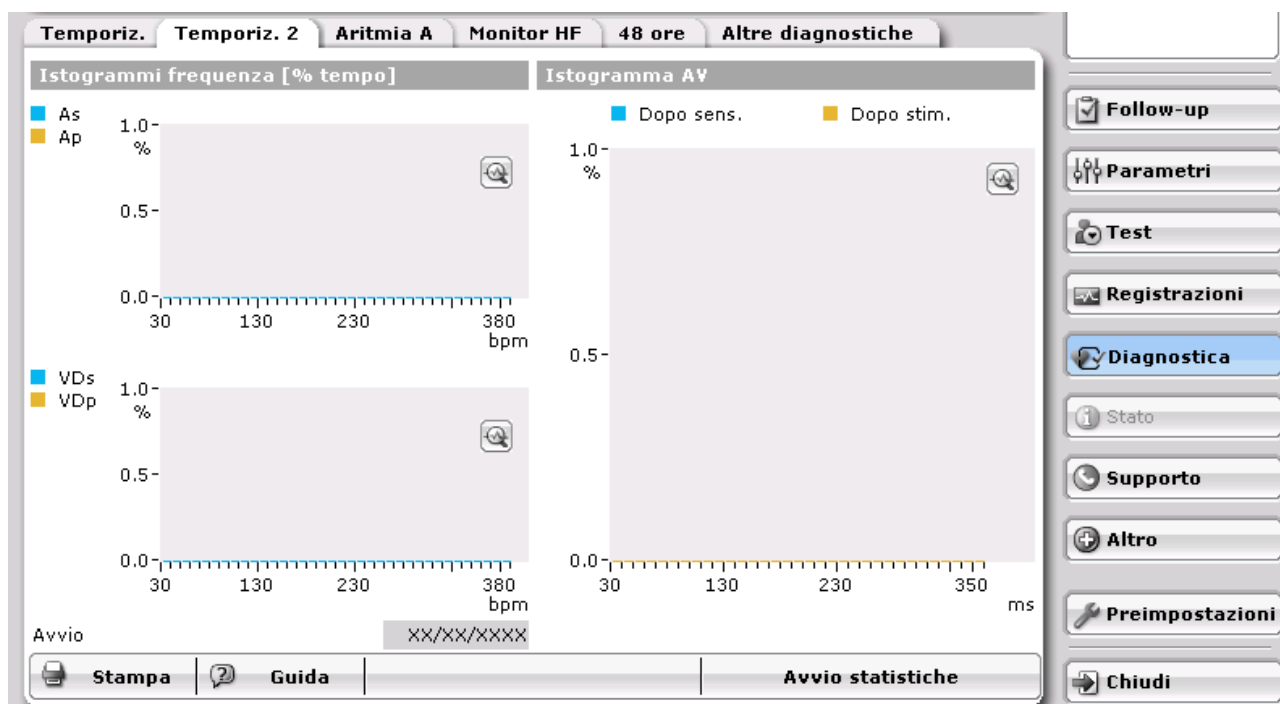 Temporiz. Temporiz. 2 Aritmia A Monitor HF 48 ore Altre diagnostiche
Istogrammi frequenza [% tempo]
As
Ap
1.0
%
0.5
0.0
30 130 230 380
bpm
VDs
VDp
1.0
%
0.5
0.0
30 130 230 380
bpm
Avvio XX/XX/XXXX
Istogramma AV
Dopo sens. Dopo stim.
1.0
%
0.5
0.0
30 130 230 350
ms
Stampa Guida Avvio statistiche
Follow-up
Parametri
Test
Registrazioni
Diagnostica
Stato
Supporto
Altro
Preimpostazioni
Chiudi